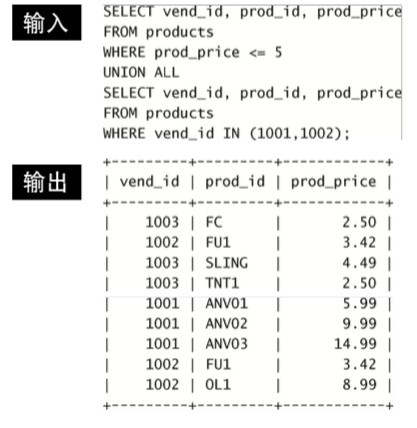 输入
SELECT vend_id, prod_id, prod_price
FROM products
WHERE prod_price <= 5
UNION ALL
SELECT vend_id, prod_id, prod_price
FROM products
WHERE vend_id IN (1001,1002);
输出
+---------+---------+------------+
| vend_id | prod_id | prod_price |
+---------+---------+------------+
| 1003 | FC | 2.50 |
| 1002 | FU1 | 3.42 |
| 1003 | SLING | 4.49 |
| 1003 | TNT1 | 2.50 |
| 1001 | ANV01 | 5.99 |
| 1001 | ANV02 | 9.99 |
| 1001 | ANV03 | 14.99 |
| 1002 | FU1 | 3.42 |
| 1002 | OL1 | 8.99 |
+---------+---------+------------+